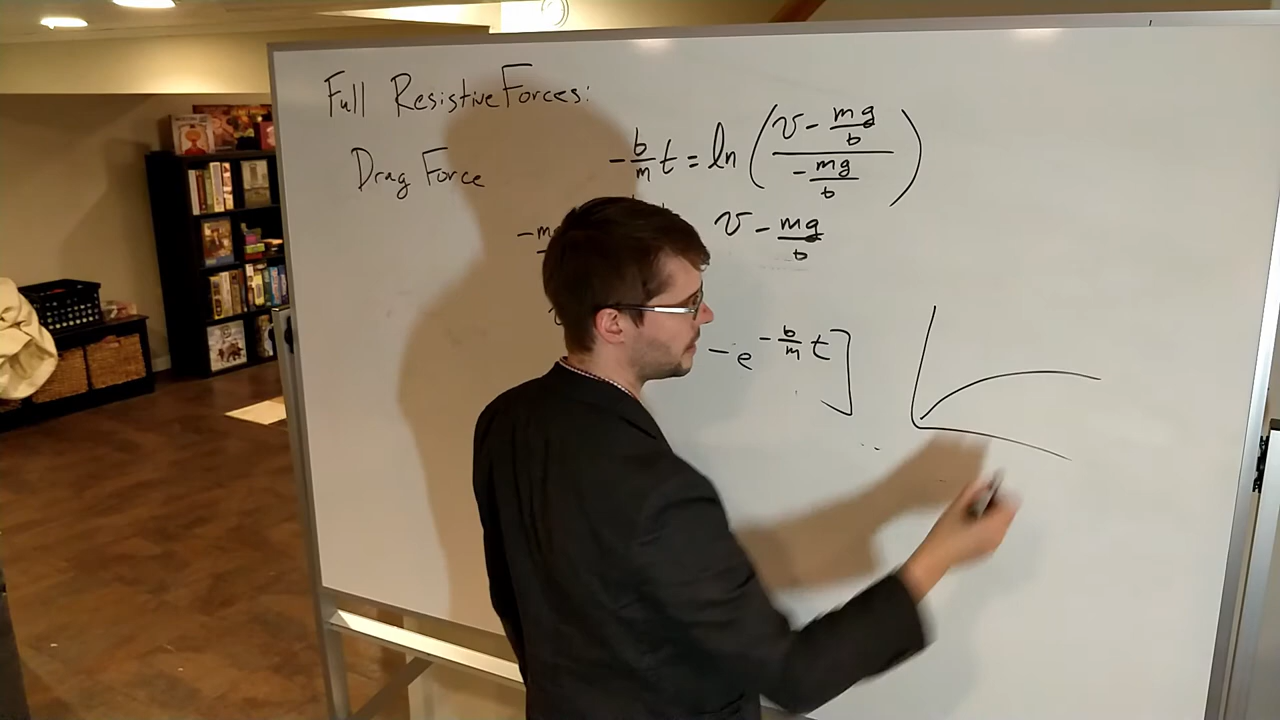 Full Resistive Forces:
Drag Force
-b/m t = ln ((v - mg/b) / (-mg/b))
v - mg/b
- e^(-b/m t)]